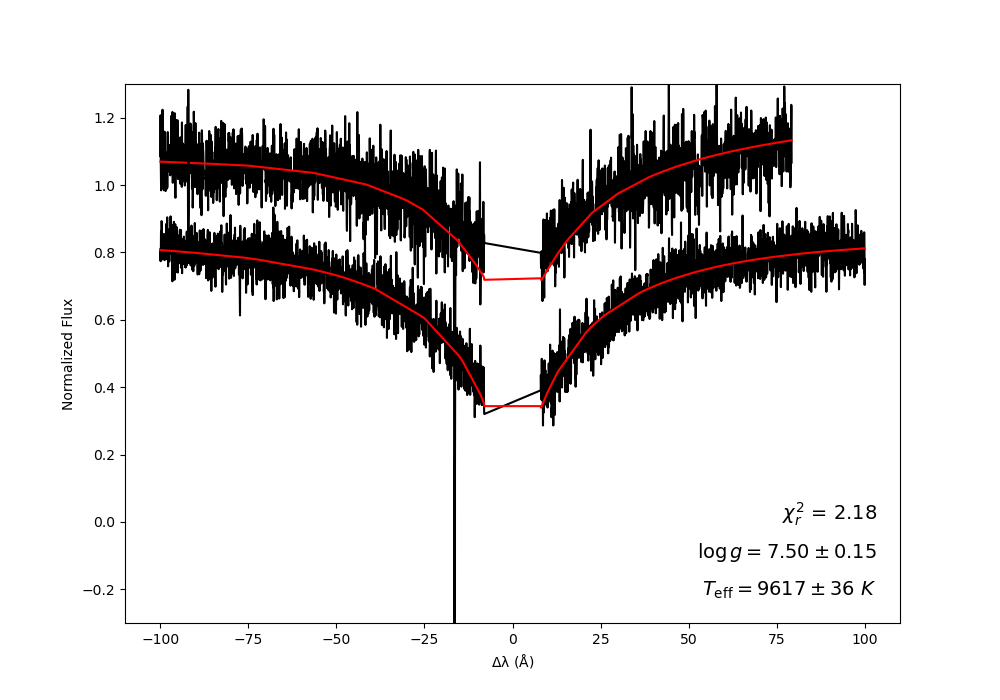 1.2
1.0
0.8
0.6
0.4
0.2
0.0
−0.2
Normalized Flux
χ²ᵣ = 2.18
log g = 7.50 ± 0.15
T_eff = 9617 ± 36 K
−100 −75 −50 −25 0 25 50 75 100
Δλ (Å)